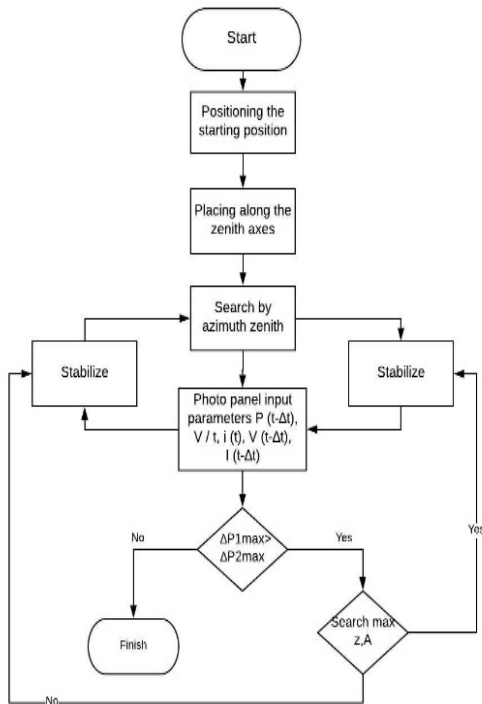 Start
Positioning the
starting position
Placing along the
zenith axes
Search by
azimuth zenith
Stabilize
Stabilize
Photo panel input
parameters P (t-Δt),
V / t, i (t), V (t-Δt),
I (t-Δt)
No
ΔP1max>
ΔP2max
Yes
Yes
Search max
z,A
Finish
No